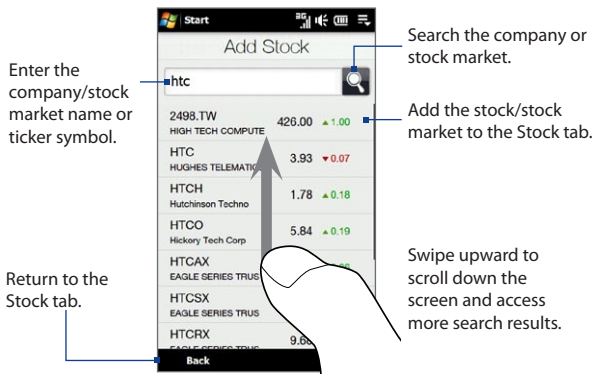 Start
3G
Add Stock
htc
2498.TW
HIGH TECH COMPUTE
426.00 ▲1.00
HTC
HUGHES TELEMATIC
3.93 ▼0.07
HTCH
Hutchinson Techno
1.78 ▲0.18
HTCO
Hickory Tech Corp
5.84 ▲0.19
HTCAX
EAGLE SERIES TRUS
HTCSX
EAGLE SERIES TRUS
HTCRX
EAGLE SERIES TRUS
Back
Enter the
company/stock
market name or
ticker symbol.
Return to the
Stock tab.
Search the company or
stock market.
Add the stock/stock
market to the Stock tab.
Swipe upward to
scroll down the
screen and access
more search results.